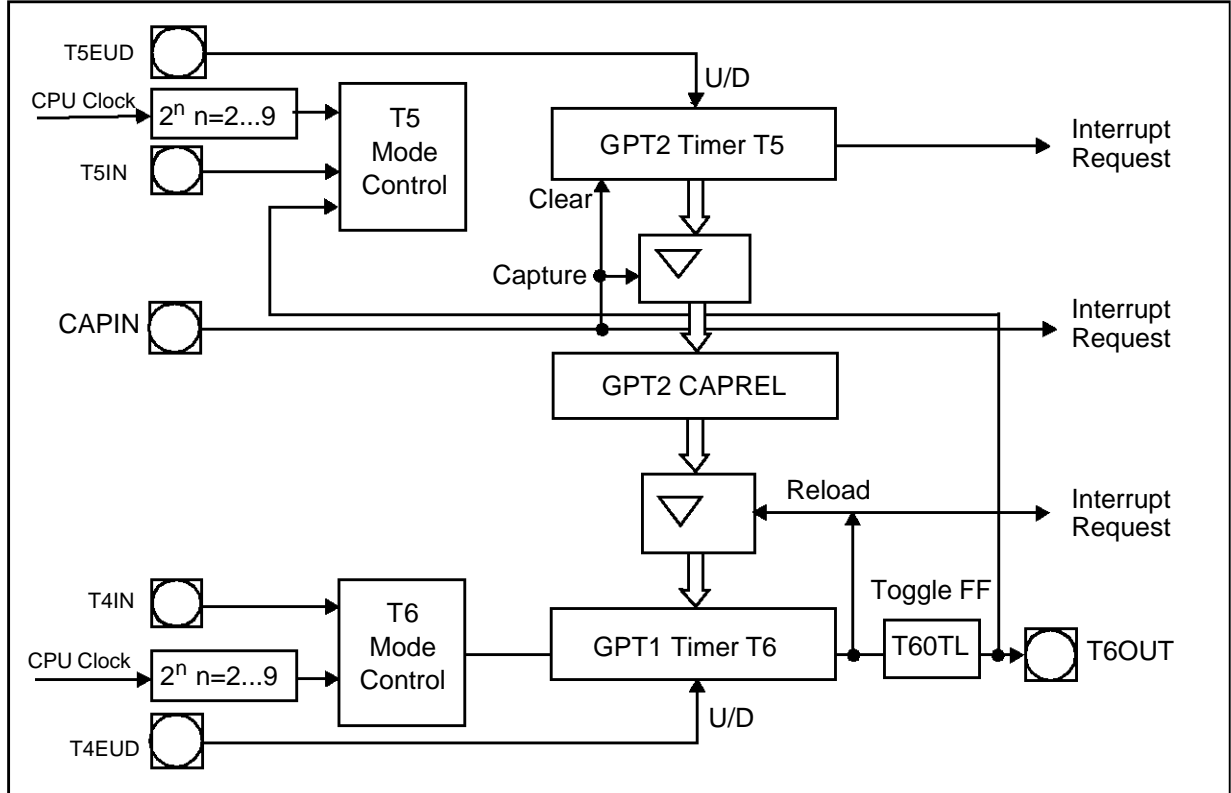 T5EUD
U/D
CPU Clock
2ⁿ n=2...9
T5
Mode
Control
GPT2 Timer T5
Interrupt
Request
T5IN
Clear
Capture
CAPIN
Interrupt
Request
GPT2 CAPREL
Reload
Interrupt
Request
T4IN
T6
Mode
Control
Toggle FF
GPT1 Timer T6
T60TL
T6OUT
CPU Clock
2ⁿ n=2...9
U/D
T4EUD